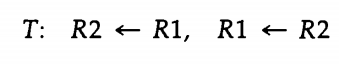 T: R2 ← R1, R1 ← R2